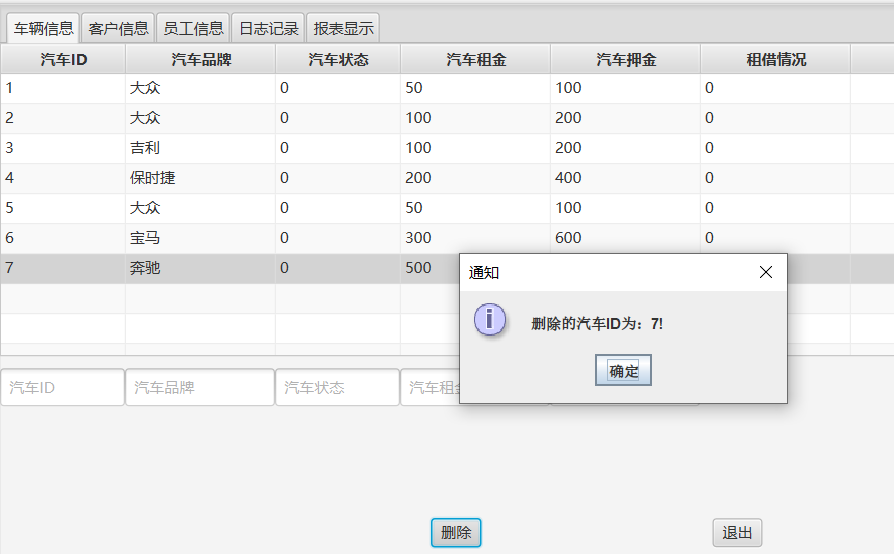 车辆信息 客户信息 员工信息 日志记录 报表显示
汽车ID 汽车品牌 汽车状态 汽车租金 汽车押金 租借情况
1 大众 0 50 100 0
2 大众 0 100 200 0
3 吉利 0 100 200 0
4 保时捷 0 200 400 0
5 大众 0 50 100 0
6 宝马 0 300 600 0
7 奔驰 0 500
通知
删除的汽车ID为：7!
确定
汽车ID 汽车品牌 汽车状态 汽车租金
删除 退出